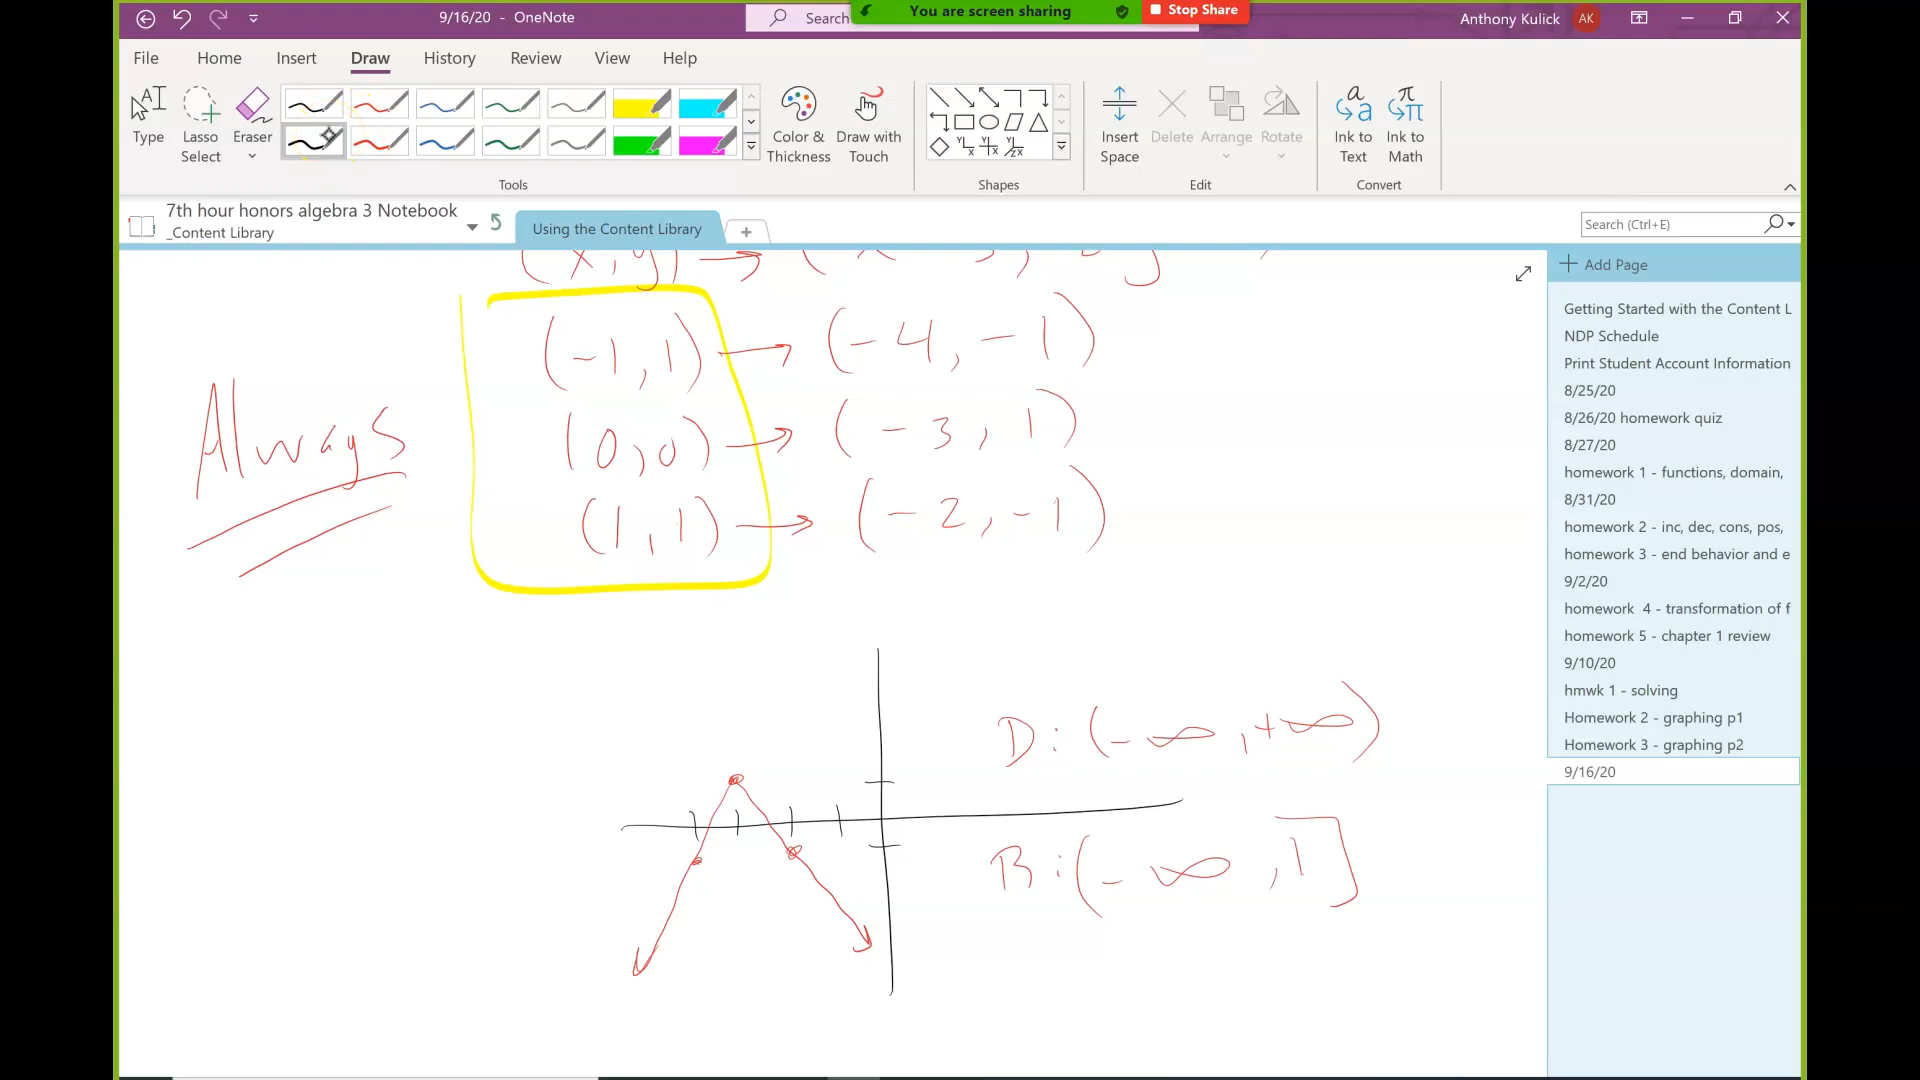 9/16/20 - OneNote
Search
You are screen sharing
Stop Share
Anthony Kulick
AK
File Home Insert Draw History Review View Help
Type
Lasso Select
Eraser
Color & Thickness
Draw with Touch
Insert Space
Delete
Arrange
Rotate
Ink to Text
Ink to Math
Tools
Shapes
Edit
Convert
7th hour honors algebra 3 Notebook
_Content Library
Using the Content Library
Search (Ctrl+E)
(-1, 1) → (-4, -1)
Always
(0, 0) → (-3, 1)
(1, 1) → (-2, -1)
D: (-∞, +∞)
R: (-∞, 1]
Add Page
Getting Started with the Content L
NDP Schedule
Print Student Account Information
8/25/20
8/26/20 homework quiz
8/27/20
homework 1 - functions, domain,
8/31/20
homework 2 - inc, dec, cons, pos,
homework 3 - end behavior and e
9/2/20
homework 4 - transformation of f
homework 5 - chapter 1 review
9/10/20
hmwk 1 - solving
Homework 2 - graphing p1
Homework 3 - graphing p2
9/16/20